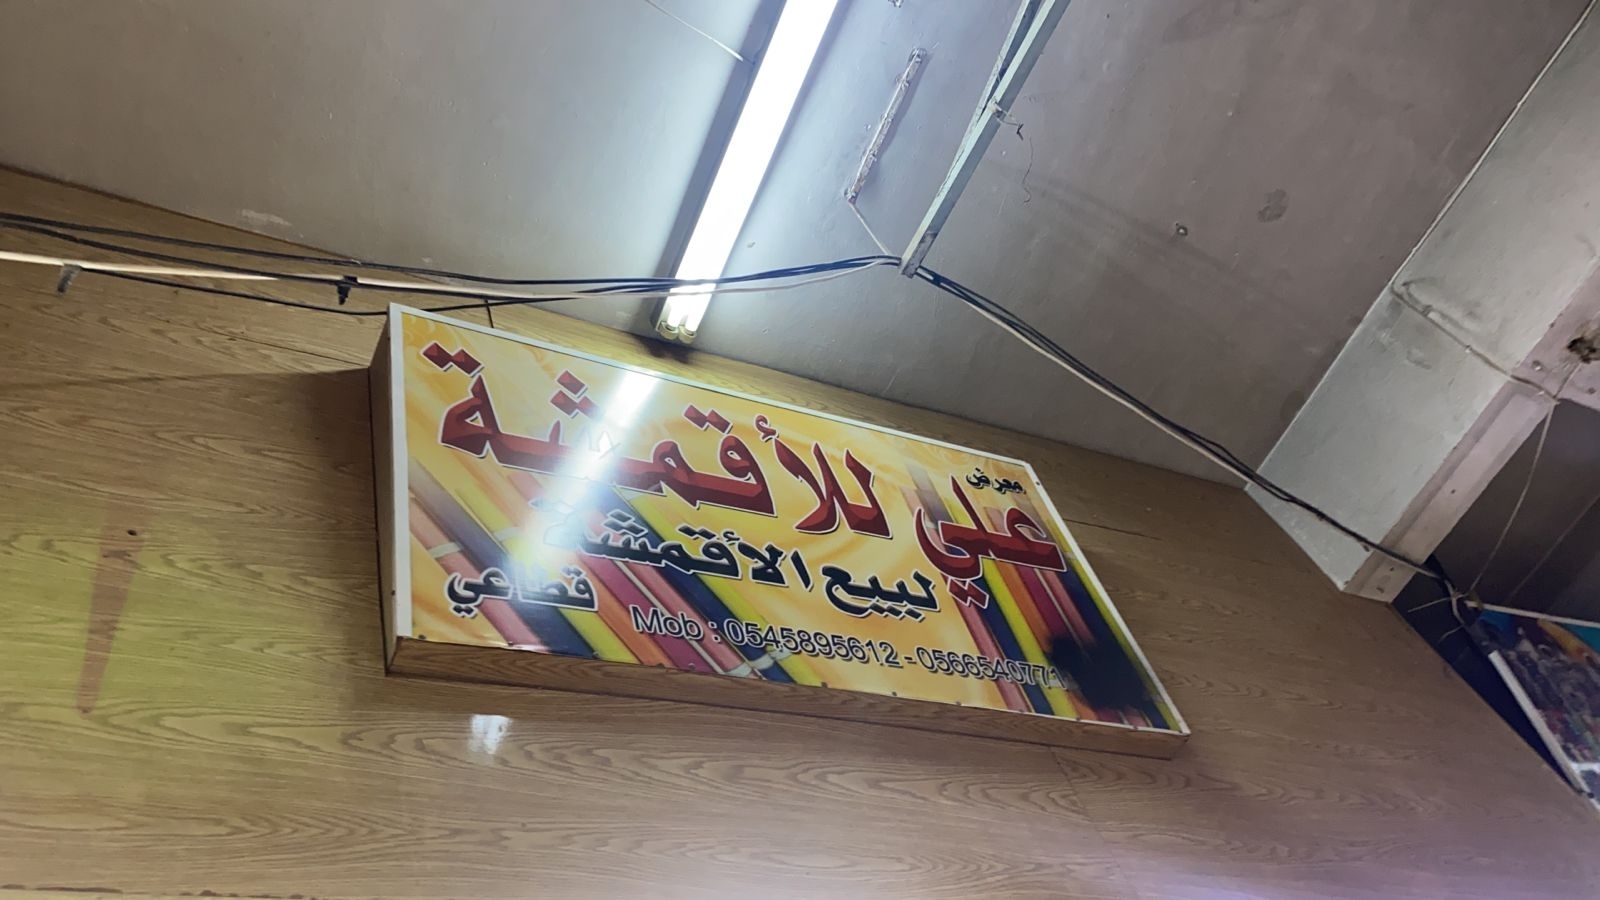 معرض
علي للأقمشة
لبيع الأقمشة
قطاعي
Mob : 0545895612 - 0566540771